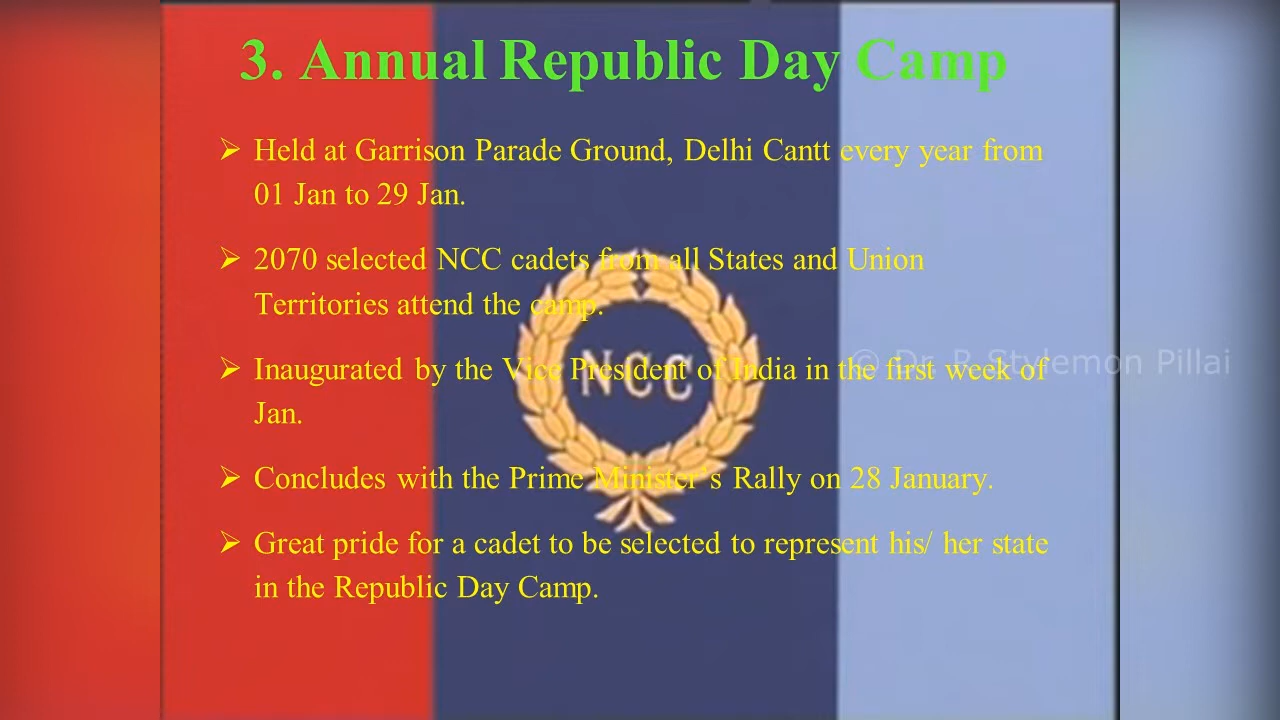 3. Annual Republic Day Camp
➢ Held at Garrison Parade Ground, Delhi Cantt every year from
01 Jan to 29 Jan.
➢ 2070 selected NCC cadets from all States and Union
Territories attend the camp.
➢ Inaugurated by the Vice President of India in the first week of
Jan.
➢ Concludes with the Prime Minister's Rally on 28 January.
➢ Great pride for a cadet to be selected to represent his/ her state
in the Republic Day Camp.
NCC
© Dr. R Stylemon Pillai